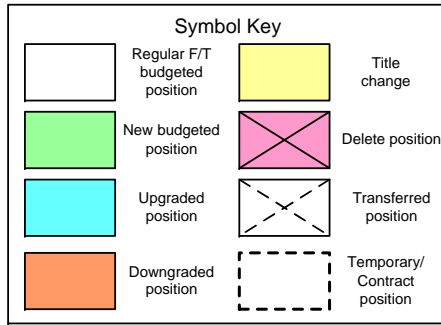 Symbol Key
Regular F/T
budgeted
position
Title
change
New budgeted
position
Delete position
Upgraded
position
Transferred
position
Downgraded
position
Temporary/
Contract
position